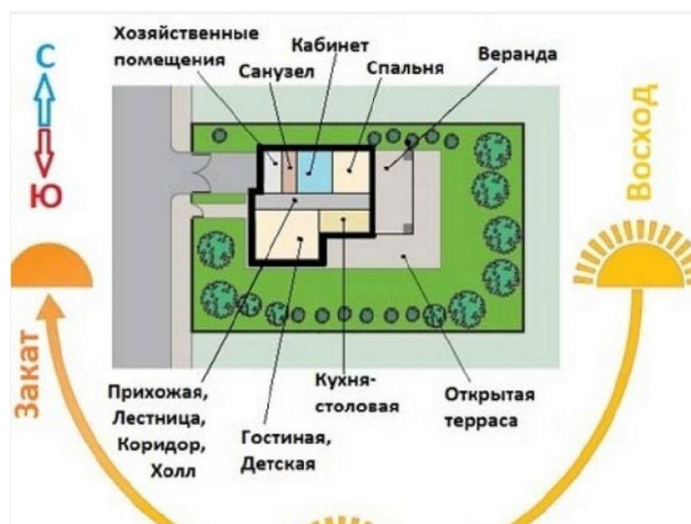 Хозяйственные
помещения
Санузел
Кабинет
Спальня
Веранда
С
Ю
Восход
Закат
Прихожая,
Лестница,
Коридор,
Холл
Гостиная,
Детская
Кухня-
столовая
Открытая
терраса